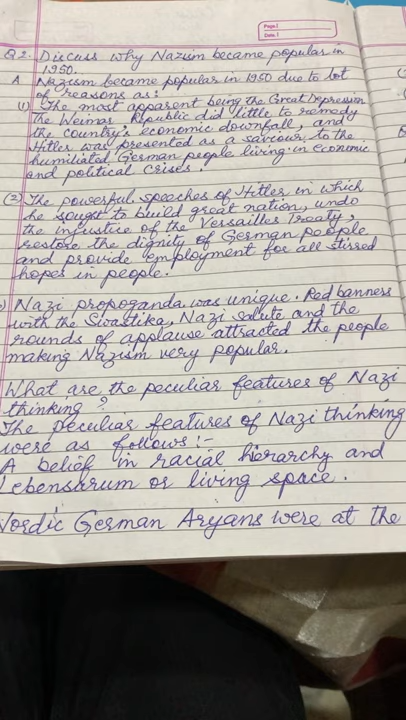 Page:
Date:
Q2. Discuss why Nazism became popular in
1950.
A Nazism became popular in 1950 due to lot
of reasons as:
(1) The most apparent being the Great Depression
The Weimar Republic did little to remedy
the country's economic downfall, and
Hitler was presented as a saviour to the
humiliated German people living in economic
and political crises.
(2) The powerful speeches of Hitler in which
he sought to build great nation, undo
the injustice of the Versailles Treaty,
restore the dignity of German people
and provide employment for all stirred
hopes in people.
) Nazi propoganda was unique. Red banners
with the Swastika, Nazi salute and the
rounds of applause attracted the people
making Nazism very popular.
What are the peculiar features of Nazi
thinking?
The peculiar features of Nazi thinking
were as follows:-
A belief in racial hierarchy and
Lebensarum or living space.
Nordic German Aryans were at the